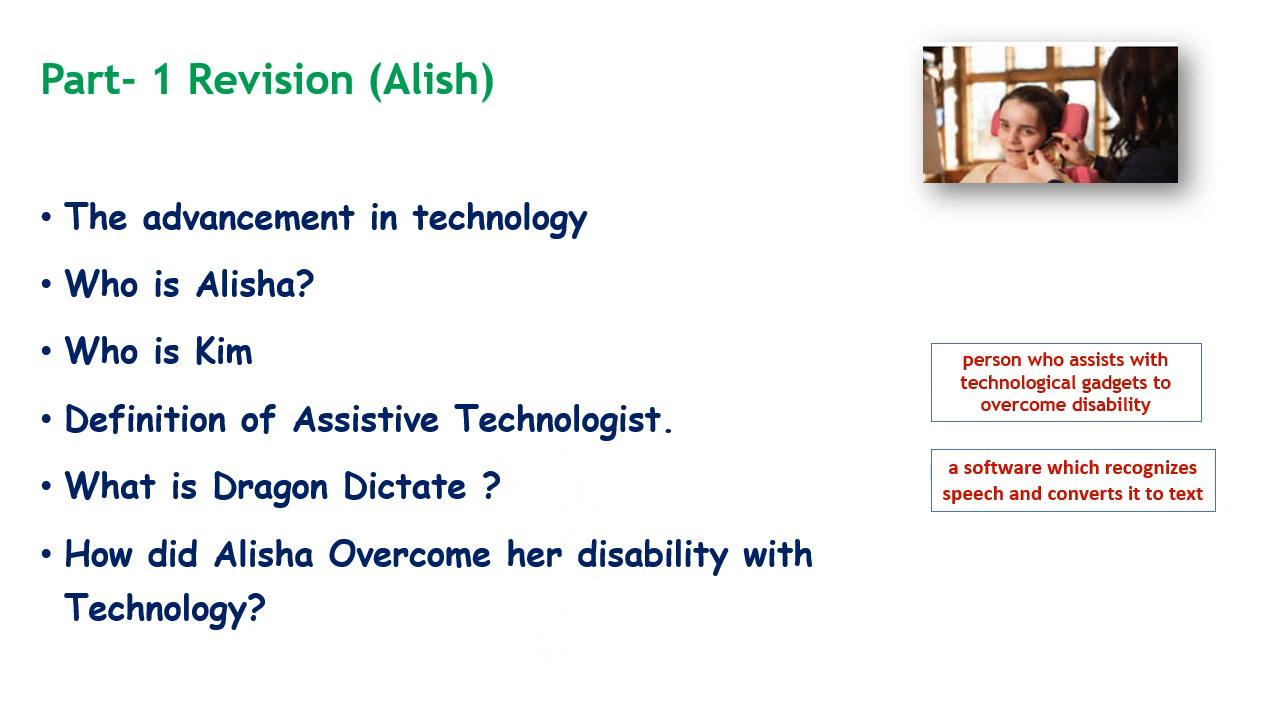 Part- 1 Revision (Alish)
• The advancement in technology
• Who is Alisha?
• Who is Kim
• Definition of Assistive Technologist.
• What is Dragon Dictate ?
• How did Alisha Overcome her disability with
Technology?
person who assists with
technological gadgets to
overcome disability
a software which recognizes
speech and converts it to text